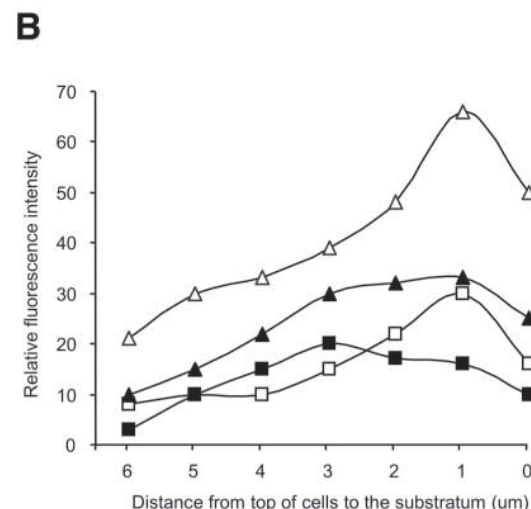 B
70
60
50
40
30
20
10
0
Relative fluorescence intensity
6 5 4 3 2 1 0
Distance from top of cells to the substratum (um)